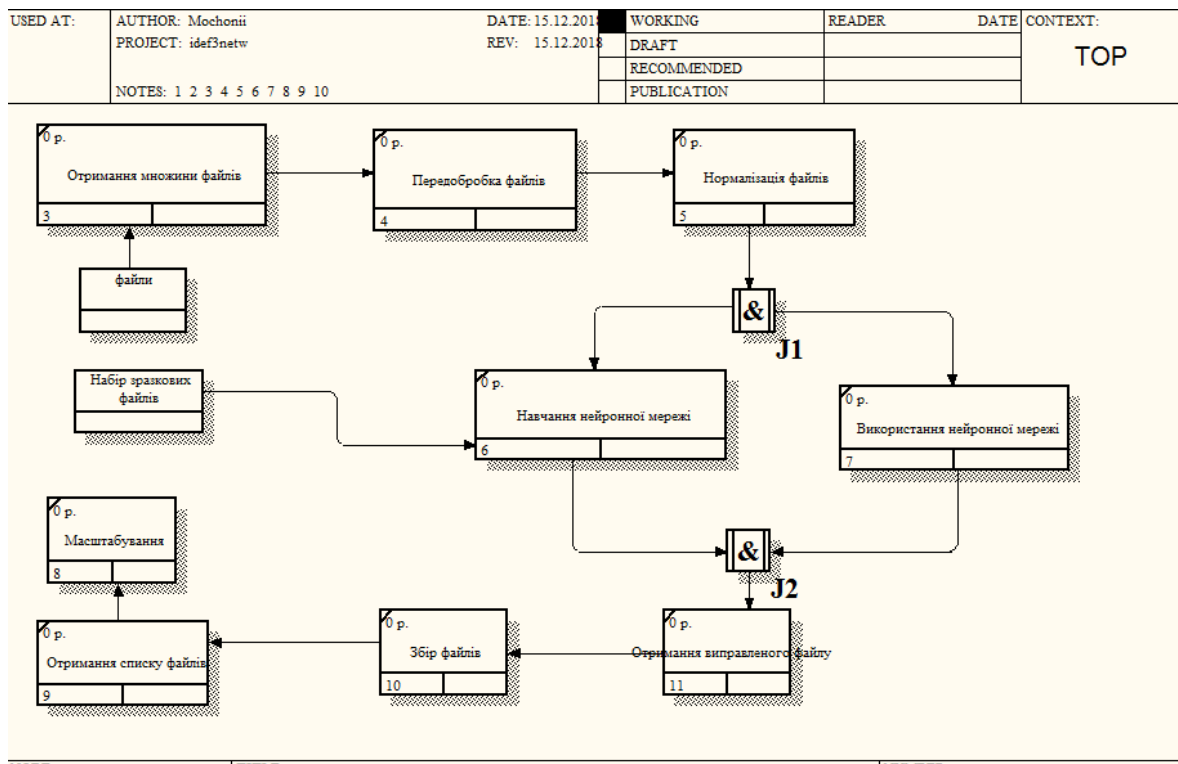 USED AT:
AUTHOR: Mochonii
DATE: 15.12.2018
WORKING
READER
DATE
CONTEXT:
PROJECT: idef3netw
REV: 15.12.2018
DRAFT
TOP
RECOMMENDED
NOTES: 1 2 3 4 5 6 7 8 9 10
PUBLICATION
0 р.
Отримання множини файлів
3
0 р.
Передобробка файлів
4
0 р.
Нормалізація файлів
5
файли
&
J1
Набір зразкових
файлів
0 р.
Навчання нейронної мережі
6
0 р.
Використання нейронної мережі
7
0 р.
Масштабування
8
&
J2
0 р.
Отримання списку файлів
9
0 р.
Збір файлів
10
0 р.
Отримання виправленого файлу
11